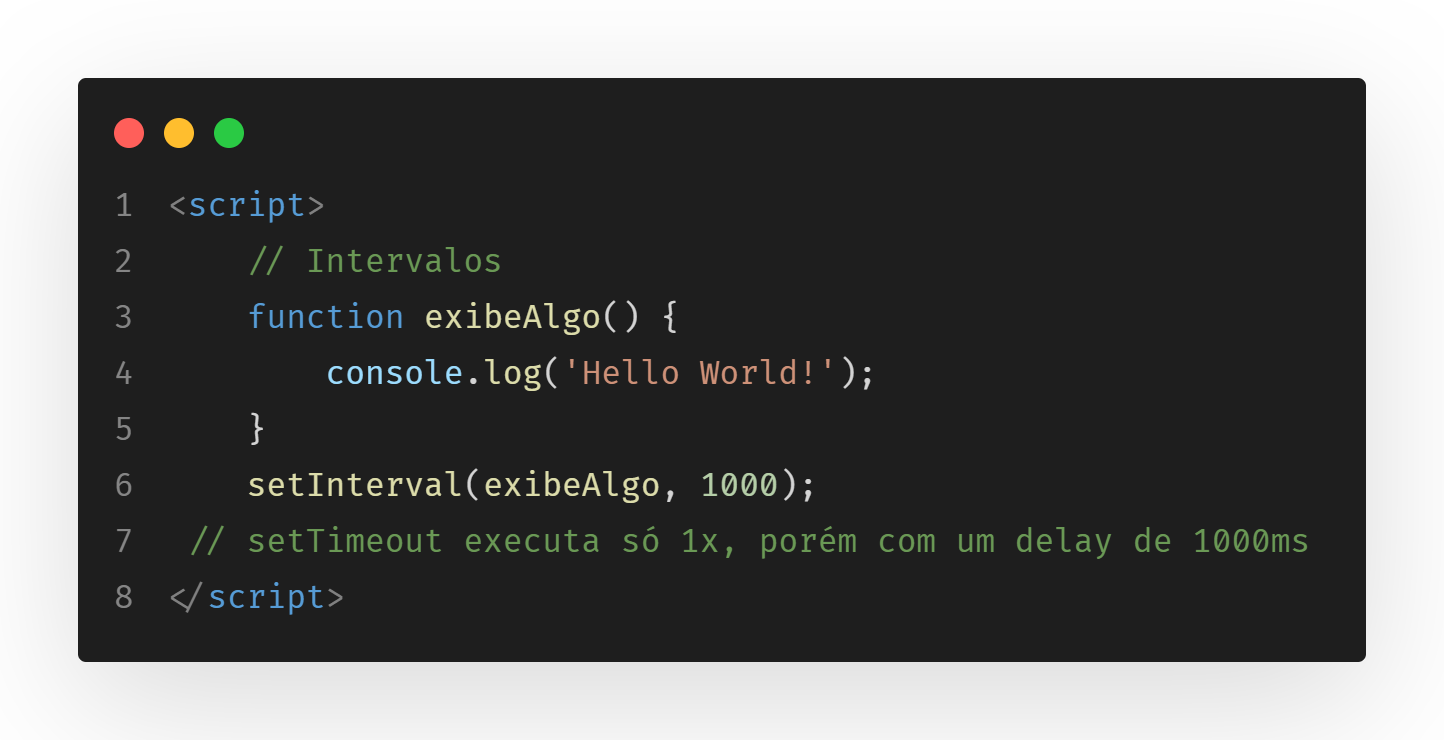 1 <script>
2     // Intervalos
3     function exibeAlgo() {
4         console.log('Hello World!');
5     }
6     setInterval(exibeAlgo, 1000);
7  // setTimeout executa só 1x, porém com um delay de 1000ms
8 </script>